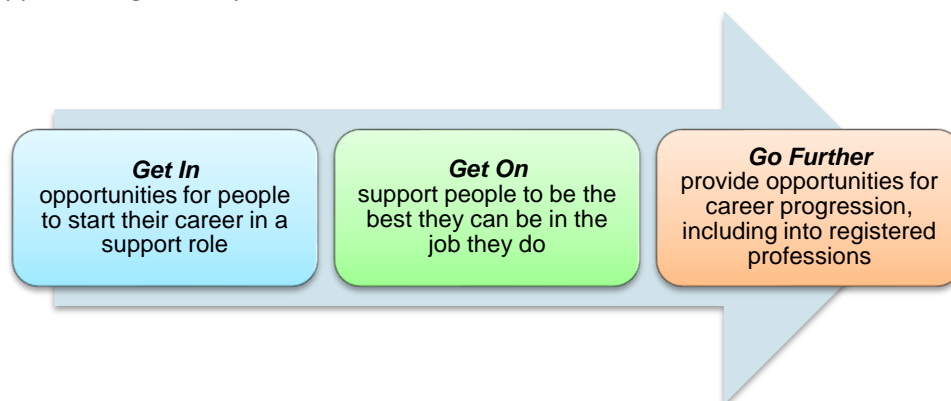 Get In
opportunities for people
to start their career in a
support role
Get On
support people to be the
best they can be in the
job they do
Go Further
provide opportunities for
career progression,
including into registered
professions